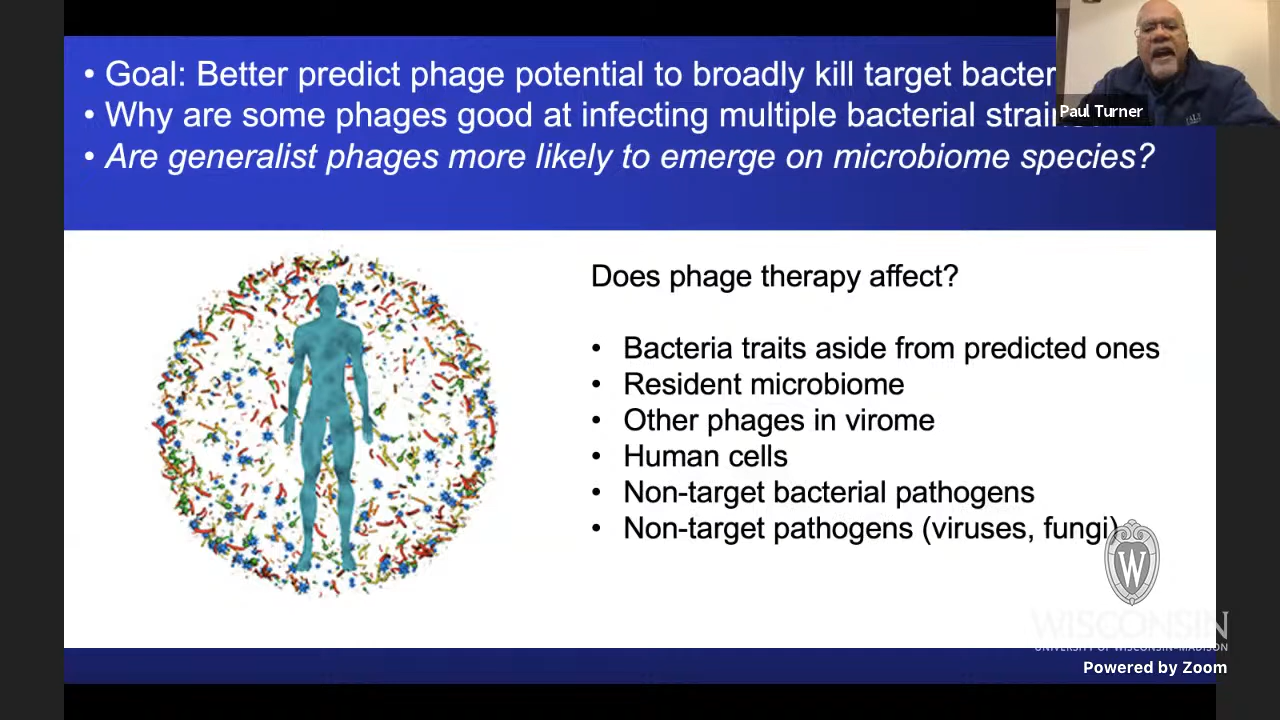 • Goal: Better predict phage potential to broadly kill target bacter
• Why are some phages good at infecting multiple bacterial strains
• Are generalist phages more likely to emerge on microbiome species?
Paul Turner
Does phage therapy affect?
• Bacteria traits aside from predicted ones
• Resident microbiome
• Other phages in virome
• Human cells
• Non-target bacterial pathogens
• Non-target pathogens (viruses, fungi)
W
WISCONSIN
UNIVERSITY OF WISCONSIN–MADISON
Powered by Zoom